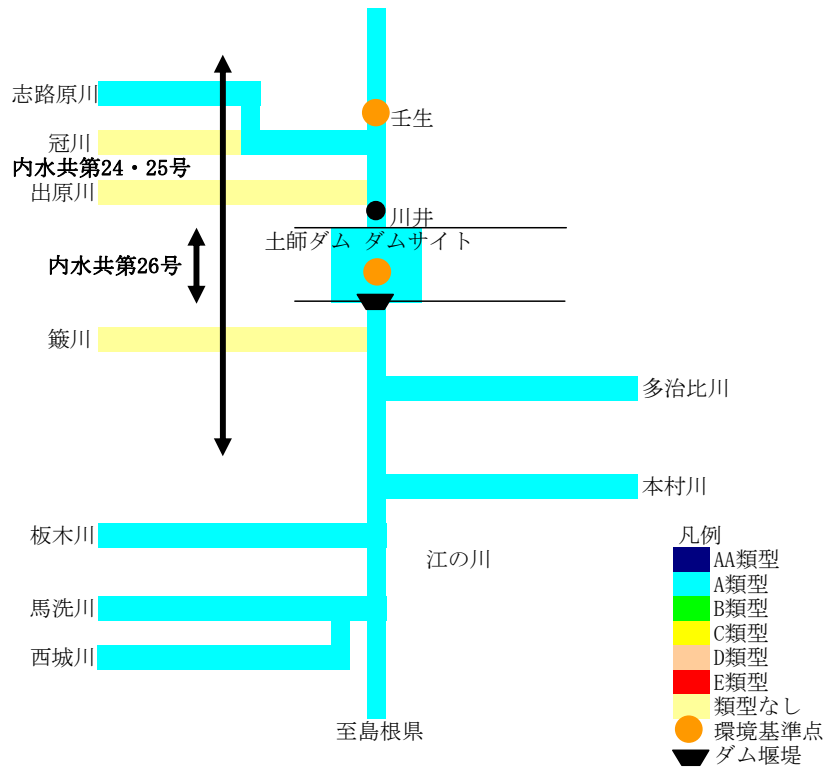 志路原川
壬生
冠川
内水共第24・25号
出原川
川井
土師ダム ダムサイト
内水共第26号
簸川
多治比川
本村川
板木川
江の川
馬洗川
西城川
至島根県
凡例
AA類型
A類型
B類型
C類型
D類型
E類型
類型なし
環境基準点
ダム堰堤